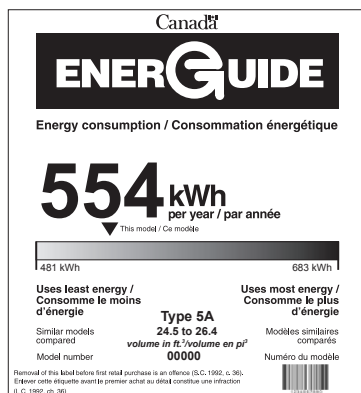 Canada
ENERGUIDE
Energy consumption / Consommation énergétique
554 kWh
per year / par année
This model / Ce modèle
481 kWh 683 kWh
Uses least energy / Uses most energy /
Consomme le moins Consomme le plus
d'énergie d'énergie
Type 5A
Similar models 24.5 to 26.4 Modèles similaires
compared volume in ft.³/volume en pi³ comparés
Model number 00000 Numéro du modèle
Removal of this label before first retail purchase is an offence (S.C. 1992, c. 36).
Enlever cette étiquette avant le premier achat au détail constitue une infraction
(L.C. 1992, ch. 36)